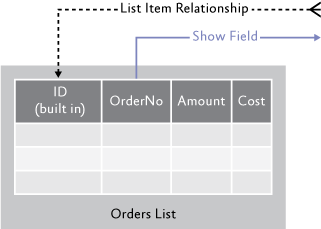 List Item Relationship
Show Field
ID
(built in)
OrderNo
Amount
Cost
Orders List